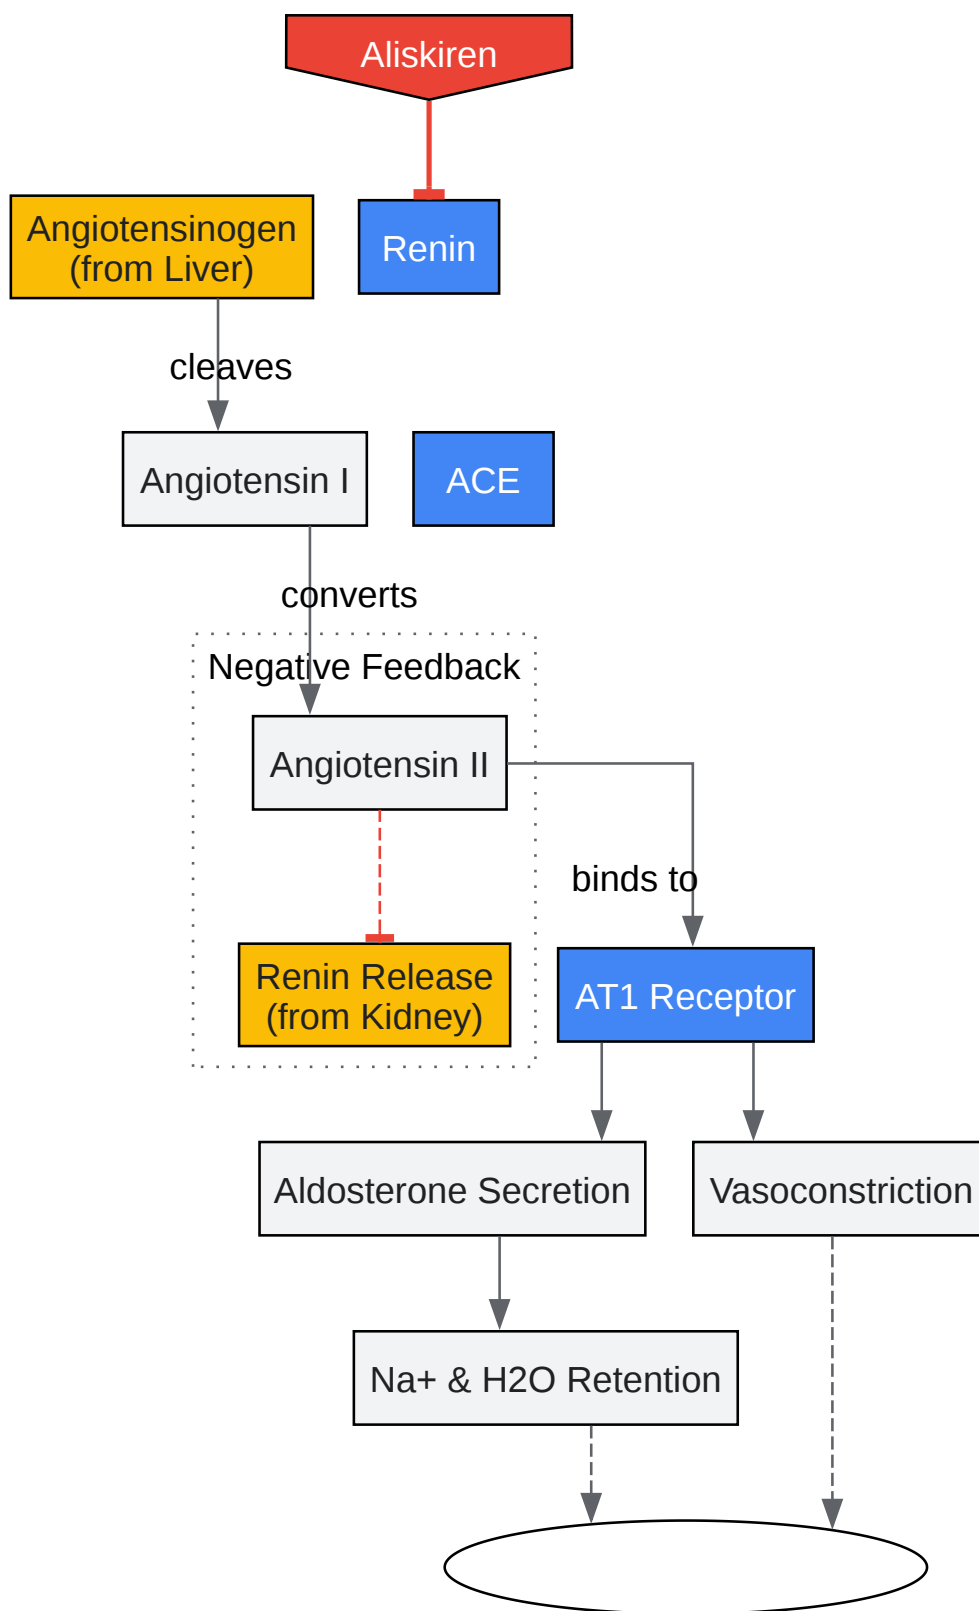 Aliskiren
Angiotensinogen
(from Liver)
Renin
cleaves
Angiotensin I
ACE
converts
Negative Feedback
Angiotensin II
binds to
Renin Release
(from Kidney)
AT1 Receptor
Aldosterone Secretion
Vasoconstriction
Na+ & H2O Retention